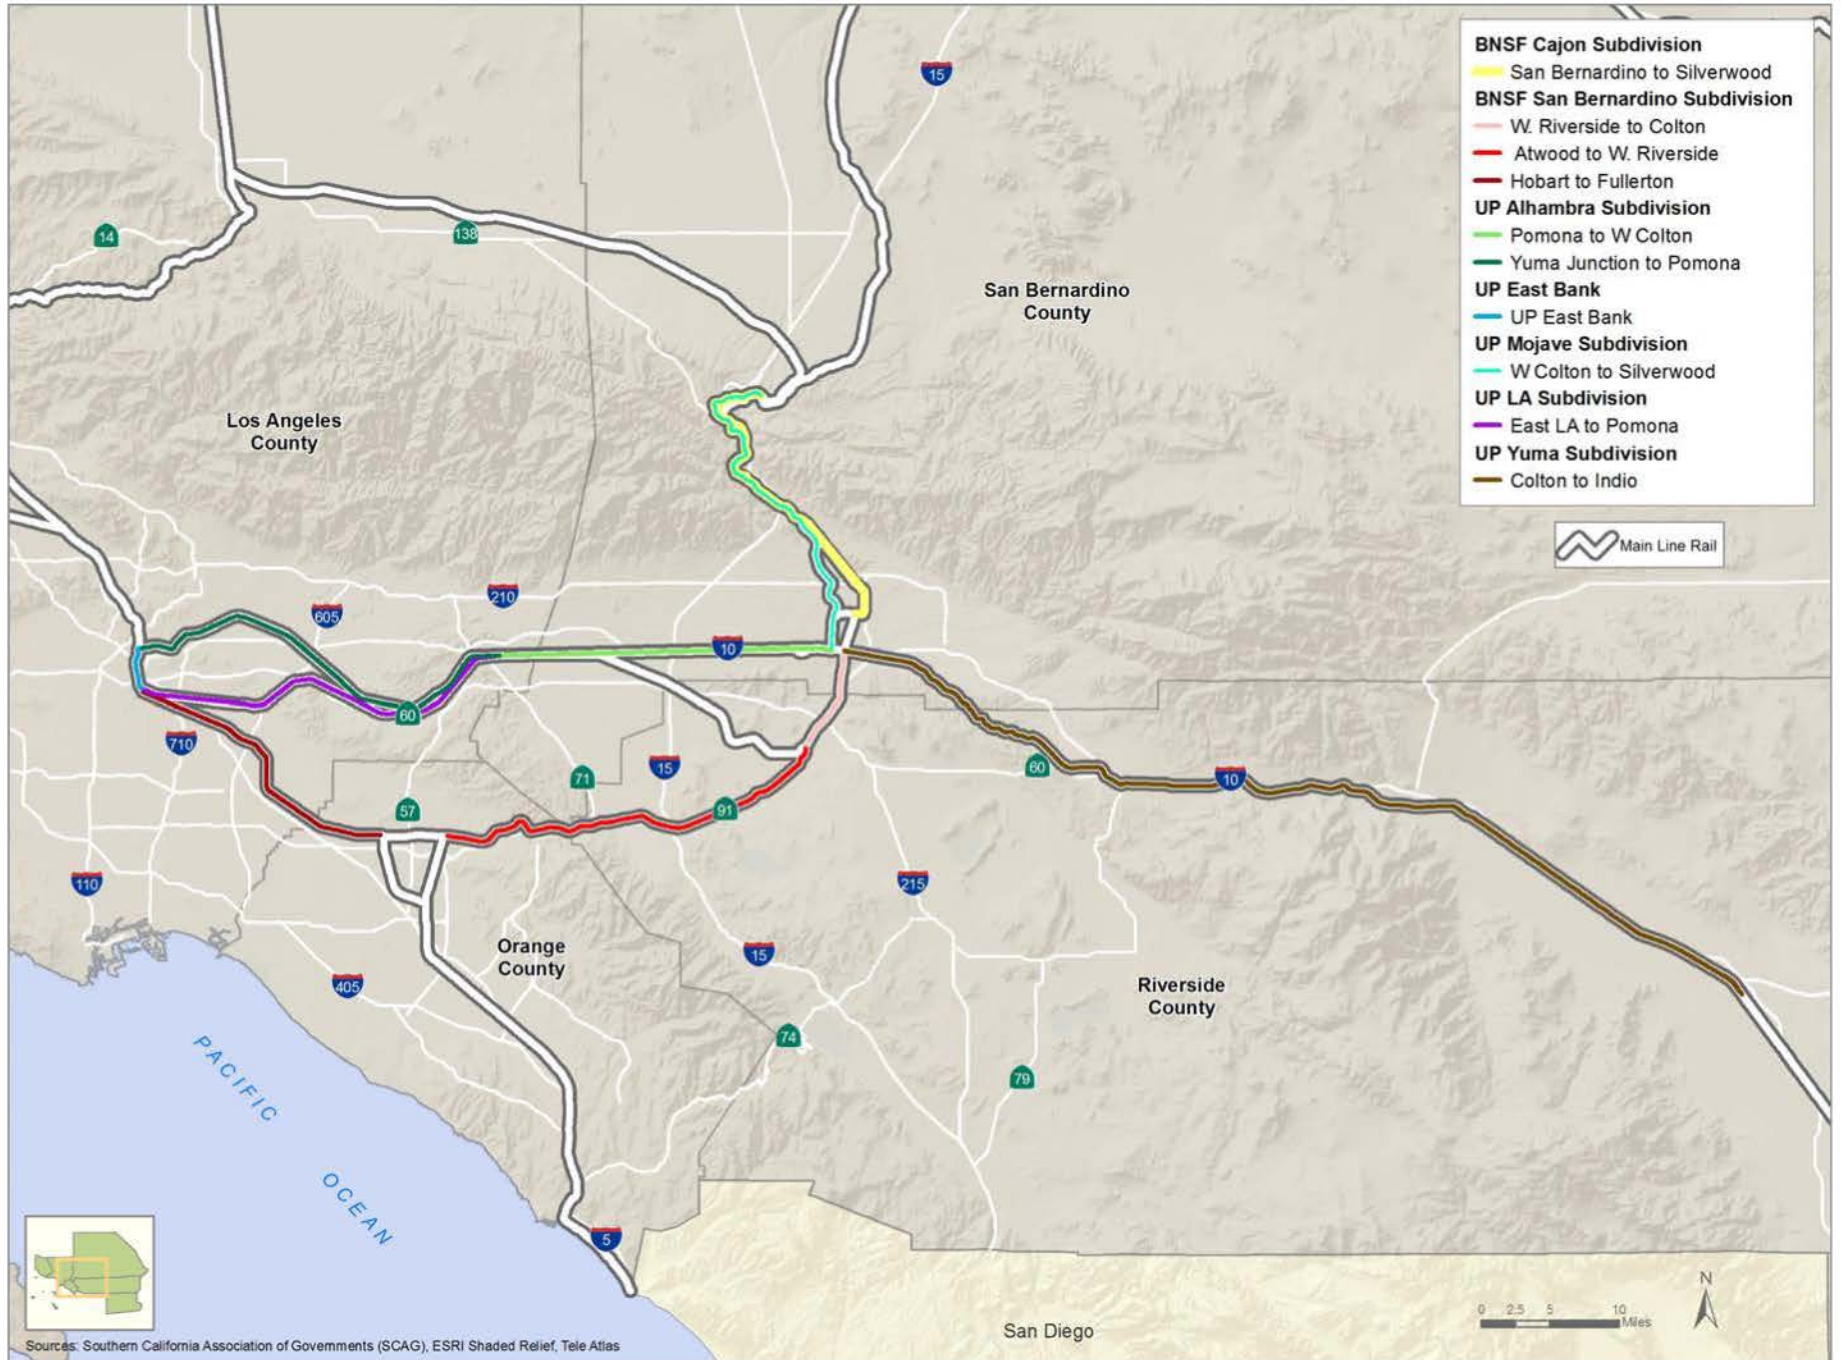 BNSF Cajon Subdivision
San Bernardino to Silverwood
BNSF San Bernardino Subdivision
W. Riverside to Colton
Atwood to W. Riverside
Hobart to Fullerton
UP Alhambra Subdivision
Pomona to W Colton
Yuma Junction to Pomona
UP East Bank
UP East Bank
UP Mojave Subdivision
W Colton to Silverwood
UP LA Subdivision
East LA to Pomona
UP Yuma Subdivision
Colton to Indio
Main Line Rail
15
14
138
San Bernardino
County
Los Angeles
County
210
605
10
60
710
71
15
60
10
57
91
110
215
Orange
County
15
405
Riverside
County
74
79
PACIFIC
OCEAN
5
San Diego
N
0 2.5 5 10
Miles
Sources: Southern California Association of Governments (SCAG), ESRI Shaded Relief, Tele Atlas